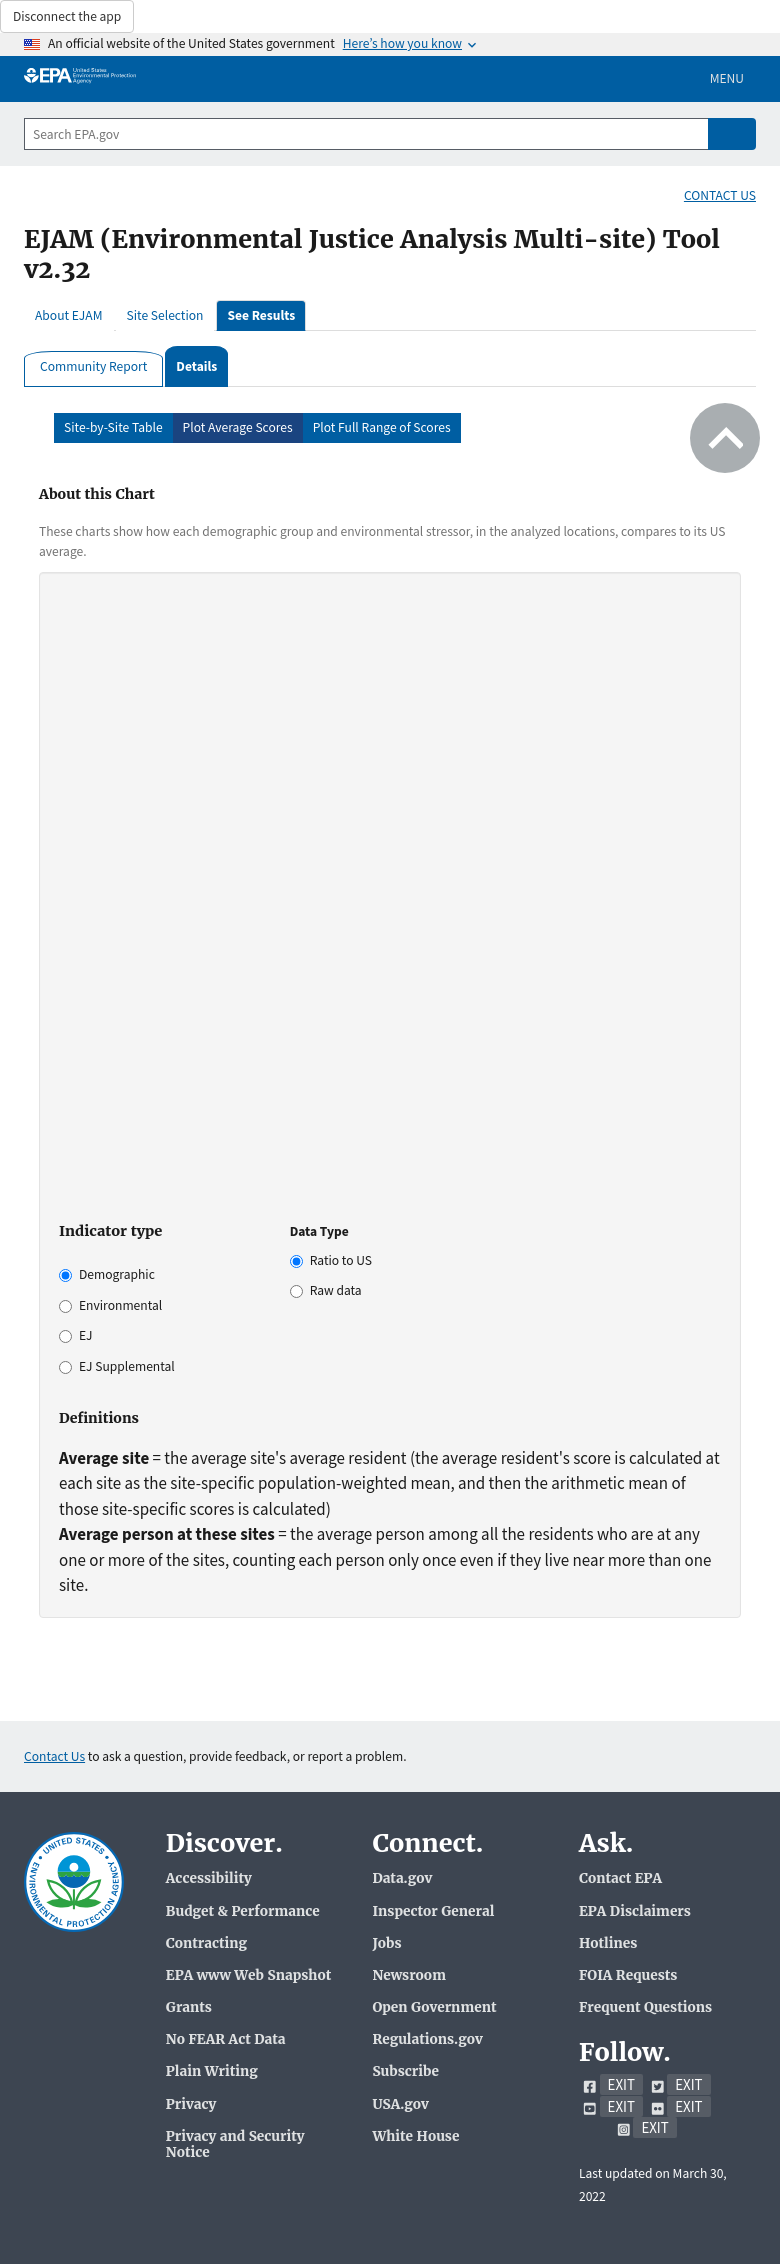 Disconnect the app
An official website of the United States government Here’s how you know
EPA United States
Environmental Protection
Agency
MENU
Search EPA.gov
CONTACT US
EJAM (Environmental Justice Analysis Multi-site) Tool
v2.32
About EJAM Site Selection See Results
Community Report Details
Site-by-Site Table Plot Average Scores Plot Full Range of Scores
About this Chart
These charts show how each demographic group and environmental stressor, in the analyzed locations, compares to its US
average.
Indicator type
Demographic
Environmental
EJ
EJ Supplemental
Data Type
Ratio to US
Raw data
Definitions
Average site = the average site's average resident (the average resident's score is calculated at
each site as the site-specific population-weighted mean, and then the arithmetic mean of
those site-specific scores is calculated)
Average person at these sites = the average person among all the residents who are at any
one or more of the sites, counting each person only once even if they live near more than one
site.
Contact Us to ask a question, provide feedback, or report a problem.
UNITED STATES
ENVIRONMENTAL PROTECTION AGENCY
Discover.
Accessibility
Budget & Performance
Contracting
EPA www Web Snapshot
Grants
No FEAR Act Data
Plain Writing
Privacy
Privacy and Security
Notice
Connect.
Data.gov
Inspector General
Jobs
Newsroom
Open Government
Regulations.gov
Subscribe
USA.gov
White House
Ask.
Contact EPA
EPA Disclaimers
Hotlines
FOIA Requests
Frequent Questions
Follow.
EXIT EXIT
EXIT EXIT
EXIT
Last updated on March 30,
2022